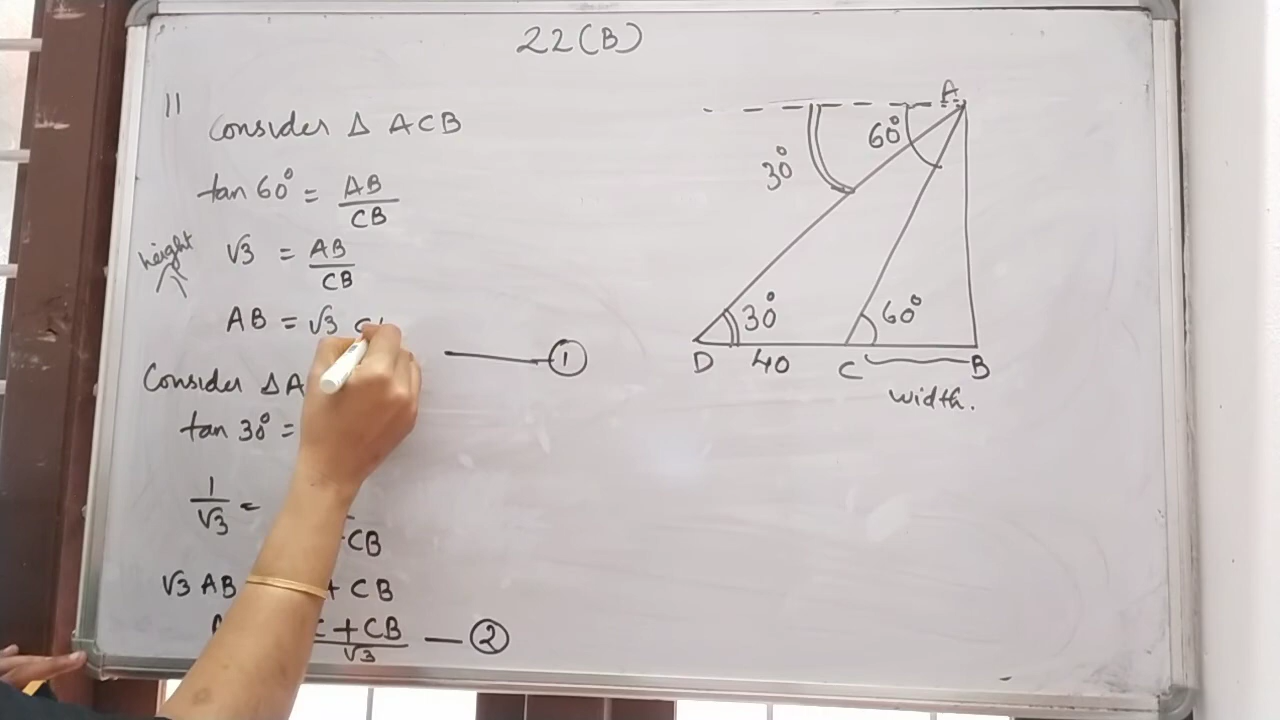 22(B)
11
Consider Δ ACB
tan 60° = AB/CB
height
√3 = AB/CB
AB = √3
1
Consider Δ A
tan 30° =
1/√3 =
CB
√3 AB + CB
C + CB/√3 — 2
A
60°
30°
30°
60°
D 40 C B
width.